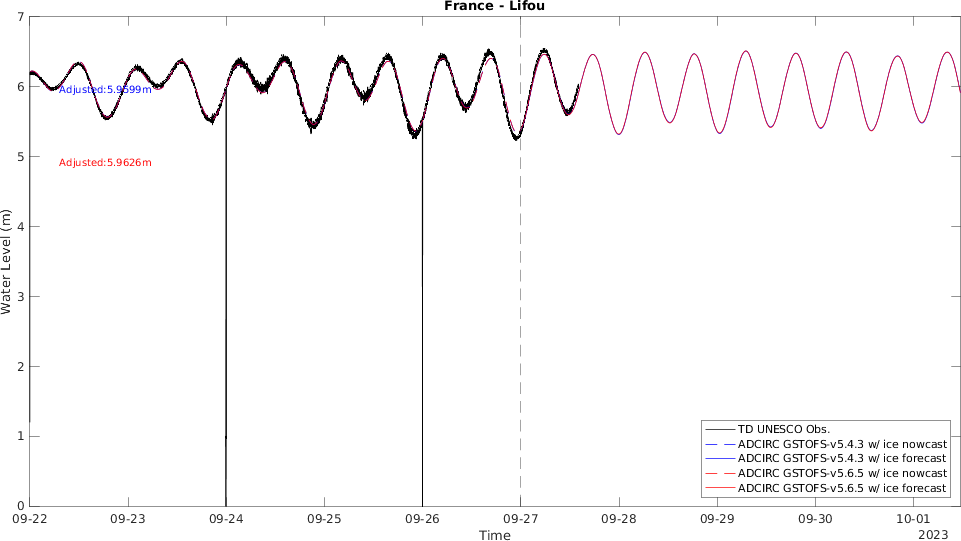 France - Lifou
7
6
5
4
3
2
1
0
Water Level (m)
Adjusted:5.9599m
Adjusted:5.9626m
TD UNESCO Obs.
ADCIRC GSTOFS-v5.4.3 w/ ice nowcast
ADCIRC GSTOFS-v5.4.3 w/ ice forecast
ADCIRC GSTOFS-v5.6.5 w/ ice nowcast
ADCIRC GSTOFS-v5.6.5 w/ ice forecast
09-22 09-23 09-24 09-25 09-26 09-27 09-28 09-29 09-30 10-01
Time
2023